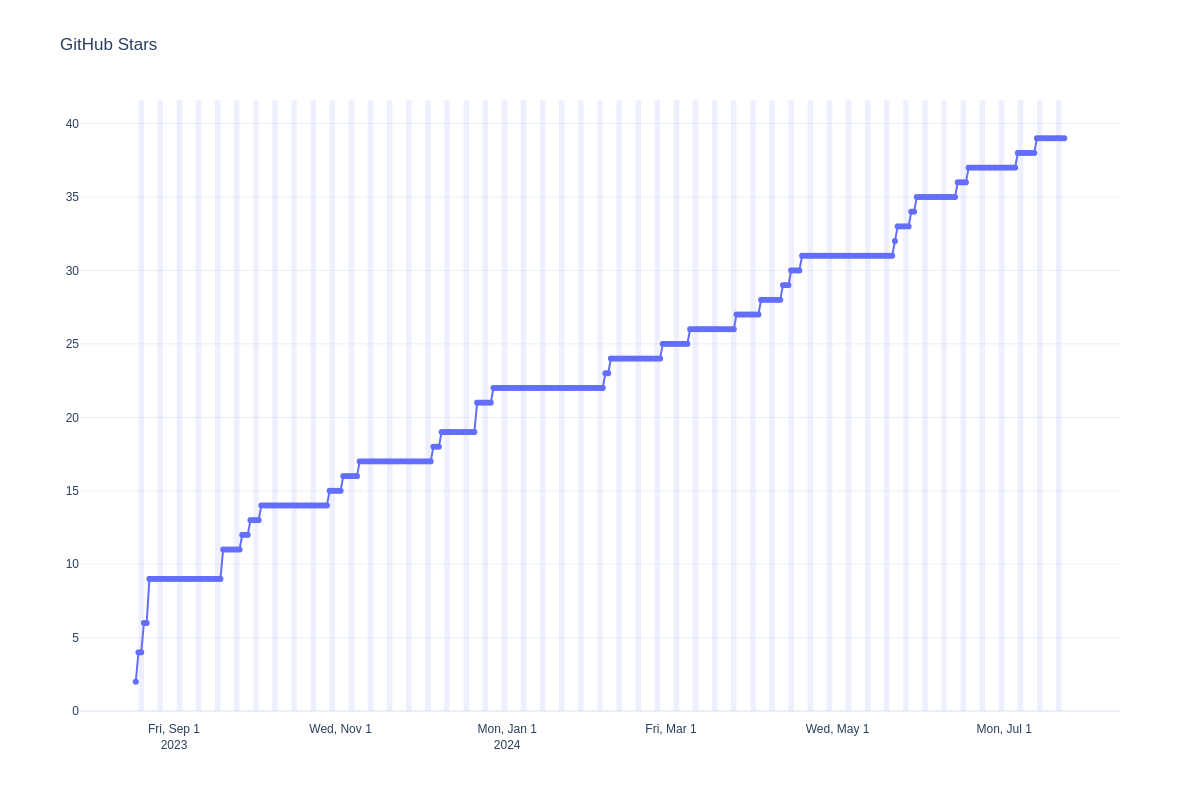 GitHub Stars
40
35
30
25
20
15
10
5
0
Fri, Sep 1
2023
Wed, Nov 1
Mon, Jan 1
2024
Fri, Mar 1
Wed, May 1
Mon, Jul 1